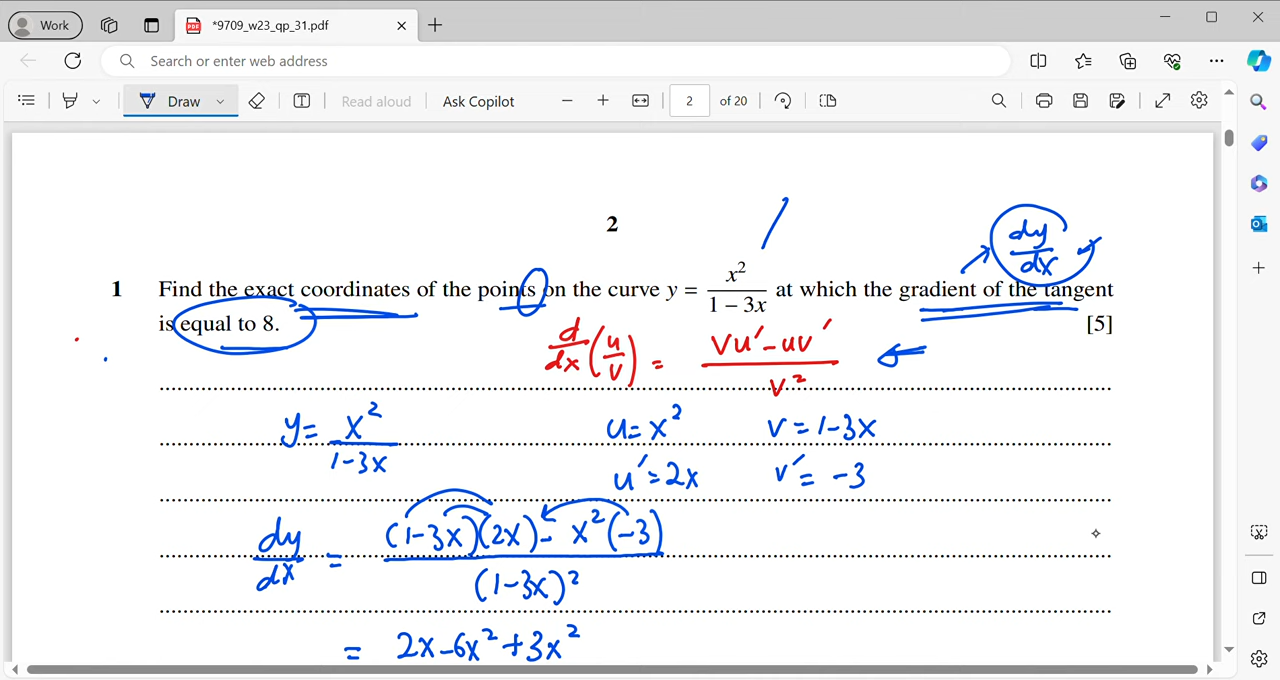 Work
*9709_w23_qp_31.pdf
Search or enter web address
Draw
Read aloud
Ask Copilot
2
of 20
2
dy/dx
1 Find the exact coordinates of the points on the curve y = x²/(1 – 3x) at which the gradient of the tangent
is equal to 8. [5]
d/dx (u/v) = (vu′ – uv′)/v²
y = x²/(1-3x) u = x² v = 1-3x
u′ = 2x v′ = -3
dy/dx = ((1-3x)(2x) - x²(-3))/(1-3x)²
= 2x - 6x² + 3x²